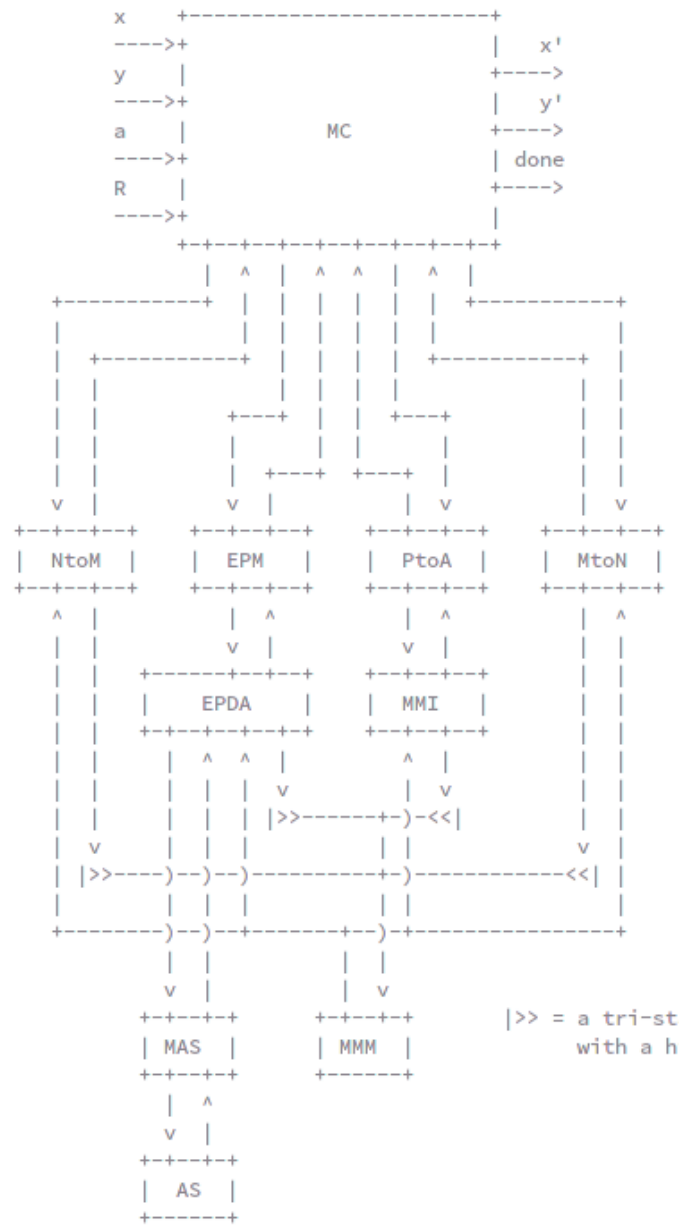 x
x'
y
y'
a MC
done
R
NtoM EPM PtoA MtoN
EPDA MMI
MAS MMM |>> = a tri-st
with a h
AS